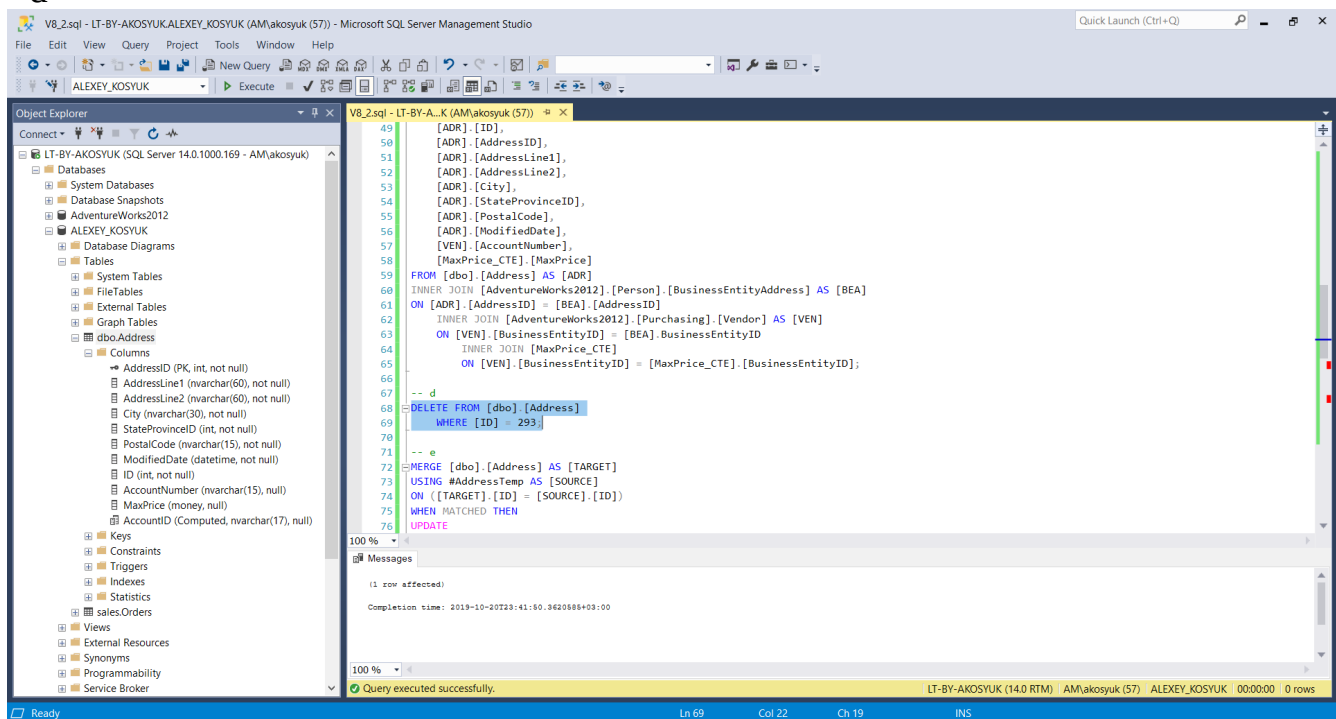 V8_2.sql - LT-BY-AKOSYUK.ALEXEY_KOSYUK (AM\akosyuk (57)) - Microsoft SQL Server Management Studio
Quick Launch (Ctrl+Q)
File Edit View Query Project Tools Window Help
New Query
ALEXEY_KOSYUK Execute
Object Explorer
Connect
LT-BY-AKOSYUK (SQL Server 14.0.1000.169 - AM\akosyuk)
Databases
System Databases
Database Snapshots
AdventureWorks2012
ALEXEY_KOSYUK
Database Diagrams
Tables
System Tables
FileTables
External Tables
Graph Tables
dbo.Address
Columns
AddressID (PK, int, not null)
AddressLine1 (nvarchar(60), not null)
AddressLine2 (nvarchar(60), not null)
City (nvarchar(30), not null)
StateProvinceID (int, not null)
PostalCode (nvarchar(15), not null)
ModifiedDate (datetime, not null)
ID (int, not null)
AccountNumber (nvarchar(15), null)
MaxPrice (money, null)
AccountID (Computed, nvarchar(17), null)
Keys
Constraints
Triggers
Indexes
Statistics
sales.Orders
Views
External Resources
Synonyms
Programmability
Service Broker
V8_2.sql - LT-BY-A...K (AM\akosyuk (57))
49 [ADR].[ID],
50 [ADR].[AddressID],
51 [ADR].[AddressLine1],
52 [ADR].[AddressLine2],
53 [ADR].[City],
54 [ADR].[StateProvinceID],
55 [ADR].[PostalCode],
56 [ADR].[ModifiedDate],
57 [VEN].[AccountNumber],
58 [MaxPrice_CTE].[MaxPrice]
59 FROM [dbo].[Address] AS [ADR]
60 INNER JOIN [AdventureWorks2012].[Person].[BusinessEntityAddress] AS [BEA]
61 ON [ADR].[AddressID] = [BEA].[AddressID]
62 INNER JOIN [AdventureWorks2012].[Purchasing].[Vendor] AS [VEN]
63 ON [VEN].[BusinessEntityID] = [BEA].BusinessEntityID
64 INNER JOIN [MaxPrice_CTE]
65 ON [VEN].[BusinessEntityID] = [MaxPrice_CTE].[BusinessEntityID];
66
67 -- d
68 DELETE FROM [dbo].[Address]
69 WHERE [ID] = 293;
70
71 -- e
72 MERGE [dbo].[Address] AS [TARGET]
73 USING #AddressTemp AS [SOURCE]
74 ON ([TARGET].[ID] = [SOURCE].[ID])
75 WHEN MATCHED THEN
76 UPDATE
100 %
Messages
(1 row affected)
Completion time: 2019-10-20T23:41:50.3620585+03:00
100 %
Query executed successfully. LT-BY-AKOSYUK (14.0 RTM) AM\akosyuk (57) ALEXEY_KOSYUK 00:00:00 0 rows
Ready Ln 69 Col 22 Ch 19 INS